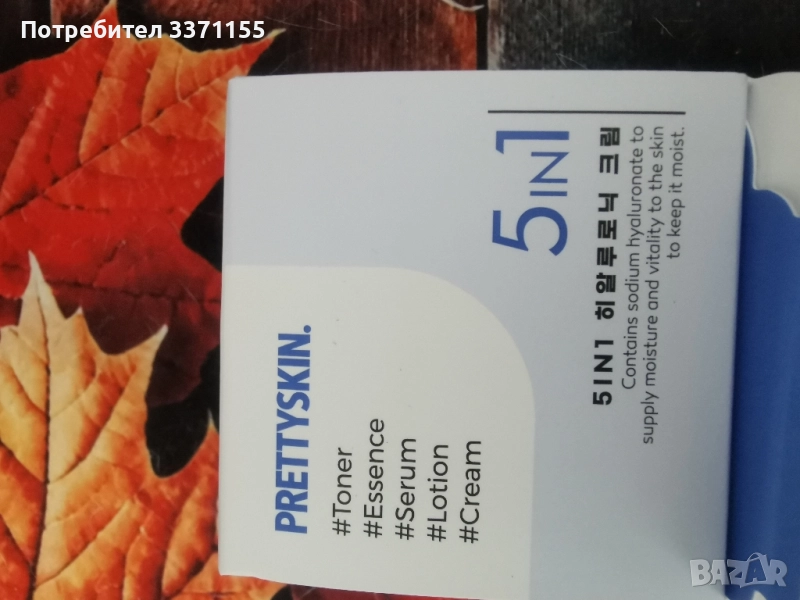 Потребител 3371155
PRETTYSKIN.
#Toner
#Essence
#Serum
#Lotion
#Cream
5IN1
5IN1 히알루로닉 크림
Contains sodium hyaluronate to
supply moisture and vitality to the skin
to keep it moist.
BAZAR